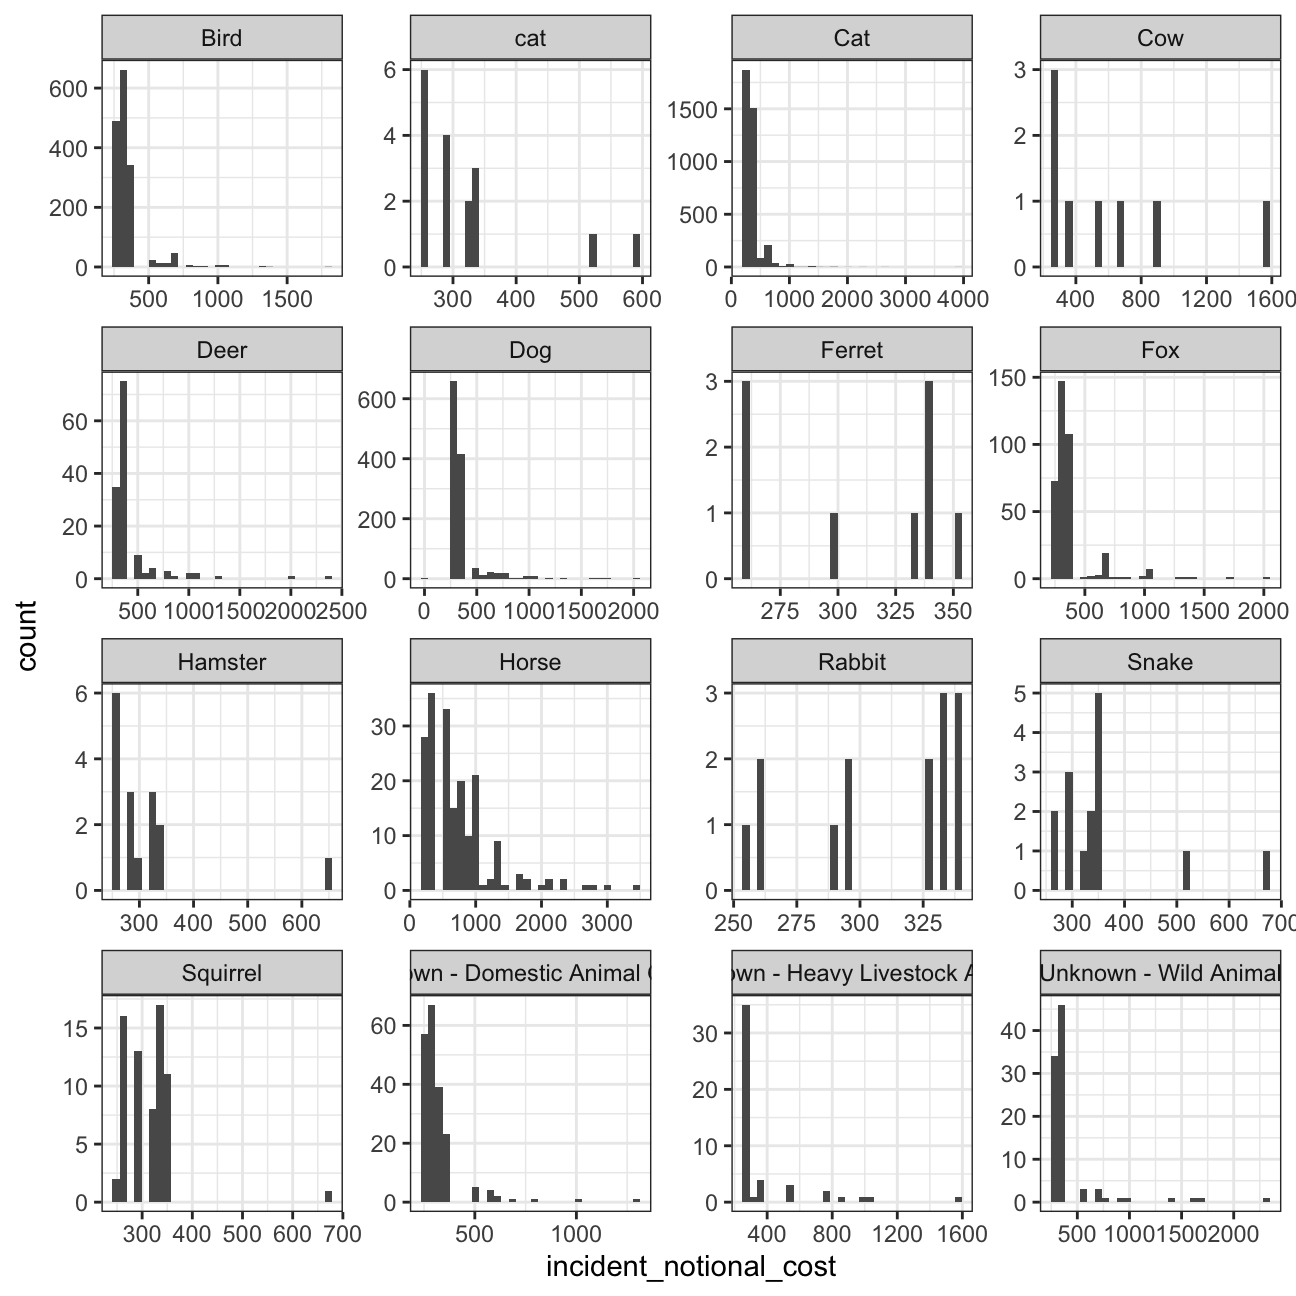 Bird cat Cat Cow
600 400 200 0
6 4 2 0
1500 1000 500 0
3 2 1 0
500 1000 1500
300 400 500 600
0 1000 2000 3000 4000
400 800 1200 1600
Deer Dog Ferret Fox
60 40 20 0
600 400 200 0
3 2 1 0
150 100 50 0
500 1000 1500 2000 2500
0 500 1000 1500 2000
275 300 325 350
500 1000 1500 2000
count
Hamster Horse Rabbit Snake
6 4 2 0
30 20 10 0
3 2 1 0
5 4 3 2 1 0
300 400 500 600
0 1000 2000 3000
250 275 300 325
300 400 500 600 700
Squirrel own - Domestic Animal own - Heavy Livestock Unknown - Wild Animal
15 10 5 0
60 40 20 0
30 20 10 0
40 30 20 10 0
300 400 500 600 700
500 1000
400 800 1200 1600
500 1000 1500 2000
incident_notional_cost